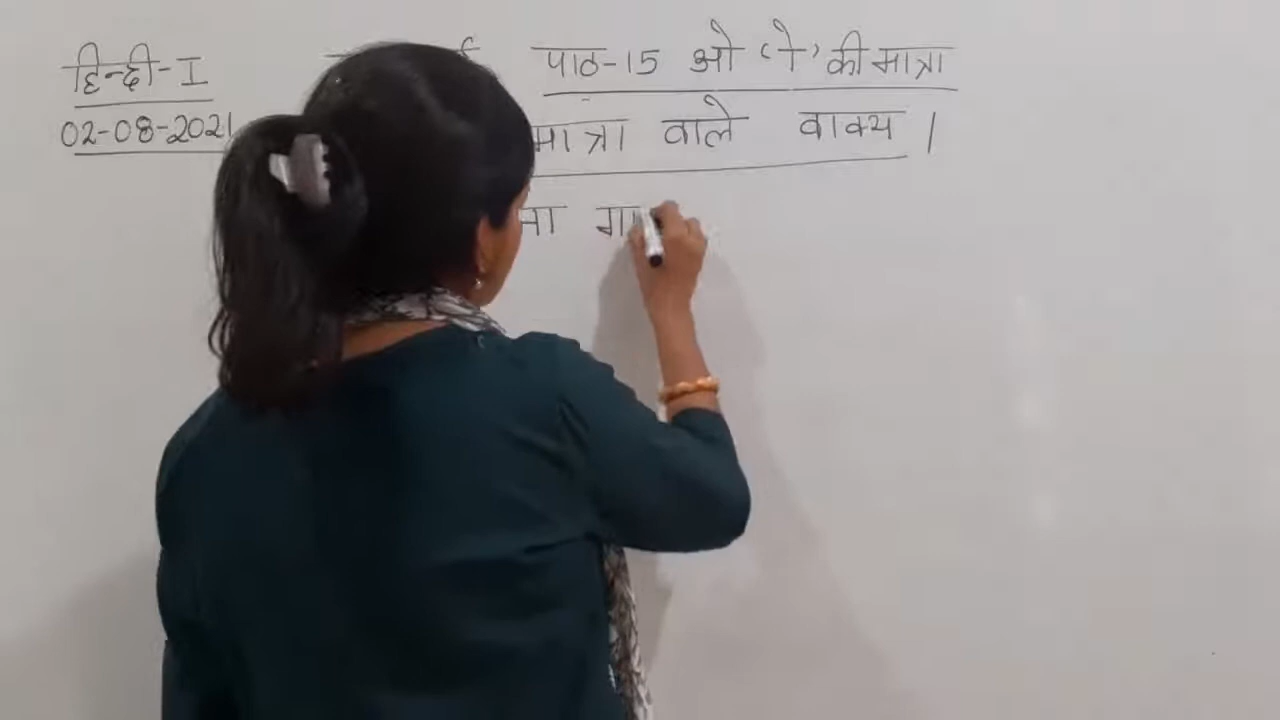 हिन्दी-I पाठ-15 ओ 'ो' की मात्रा
02-08-2021 मात्रा वाले वाक्य |